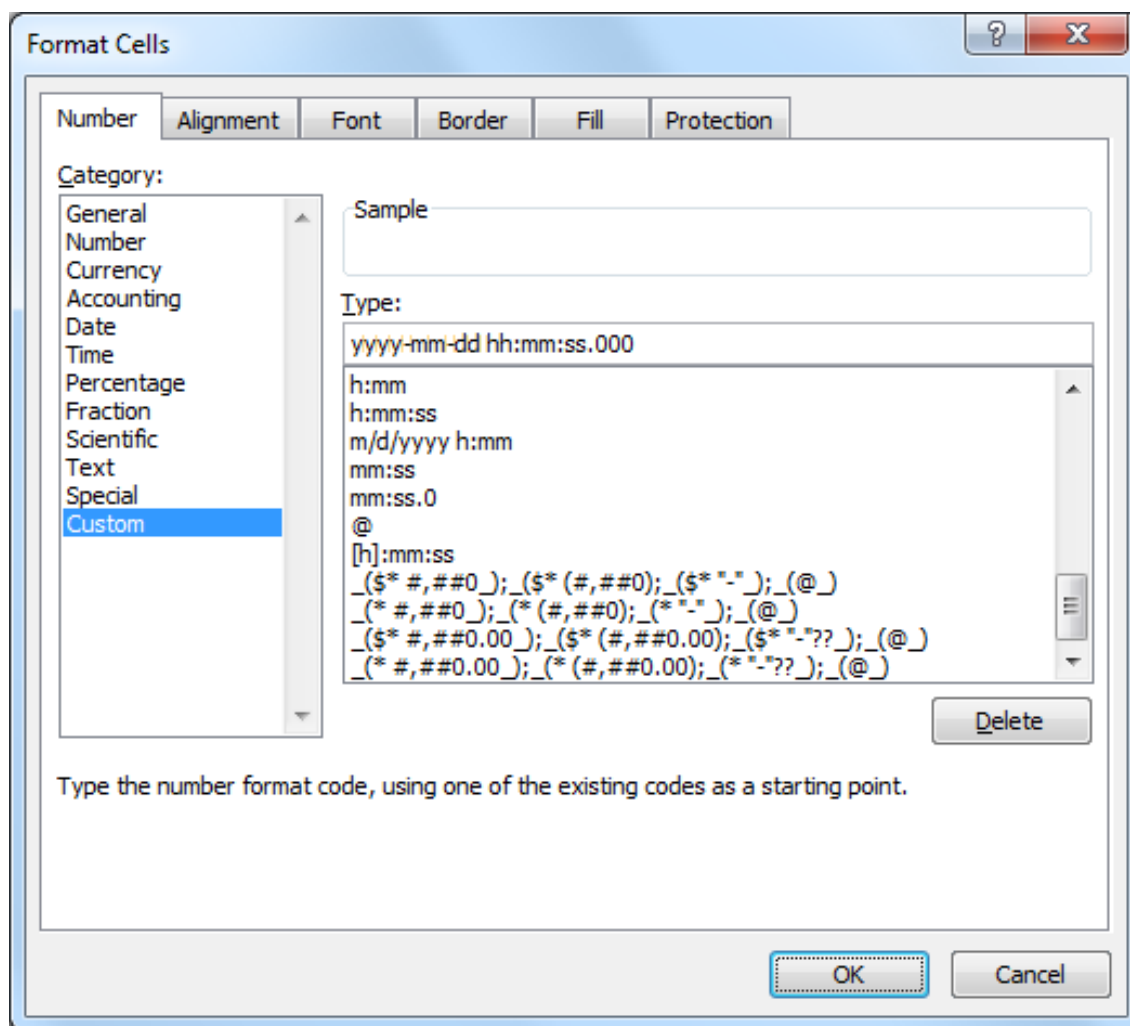 Format Cells
?
Number Alignment Font Border Fill Protection
Category:
General
Number
Currency
Accounting
Date
Time
Percentage
Fraction
Scientific
Text
Special
Custom
Sample
Type:
yyyy-mm-dd hh:mm:ss.000
h:mm
h:mm:ss
m/d/yyyy h:mm
mm:ss
mm:ss.0
@
[h]:mm:ss
_($* #,##0_);_($* (#,##0);_($* "-"_);_(@_)
_(* #,##0_);_(* (#,##0);_(* "-"_);_(@_)
_($* #,##0.00_);_($* (#,##0.00);_($* "-"??_);_(@_)
_(* #,##0.00_);_(* (#,##0.00);_(* "-"??_);_(@_)
Delete
Type the number format code, using one of the existing codes as a starting point.
OK Cancel